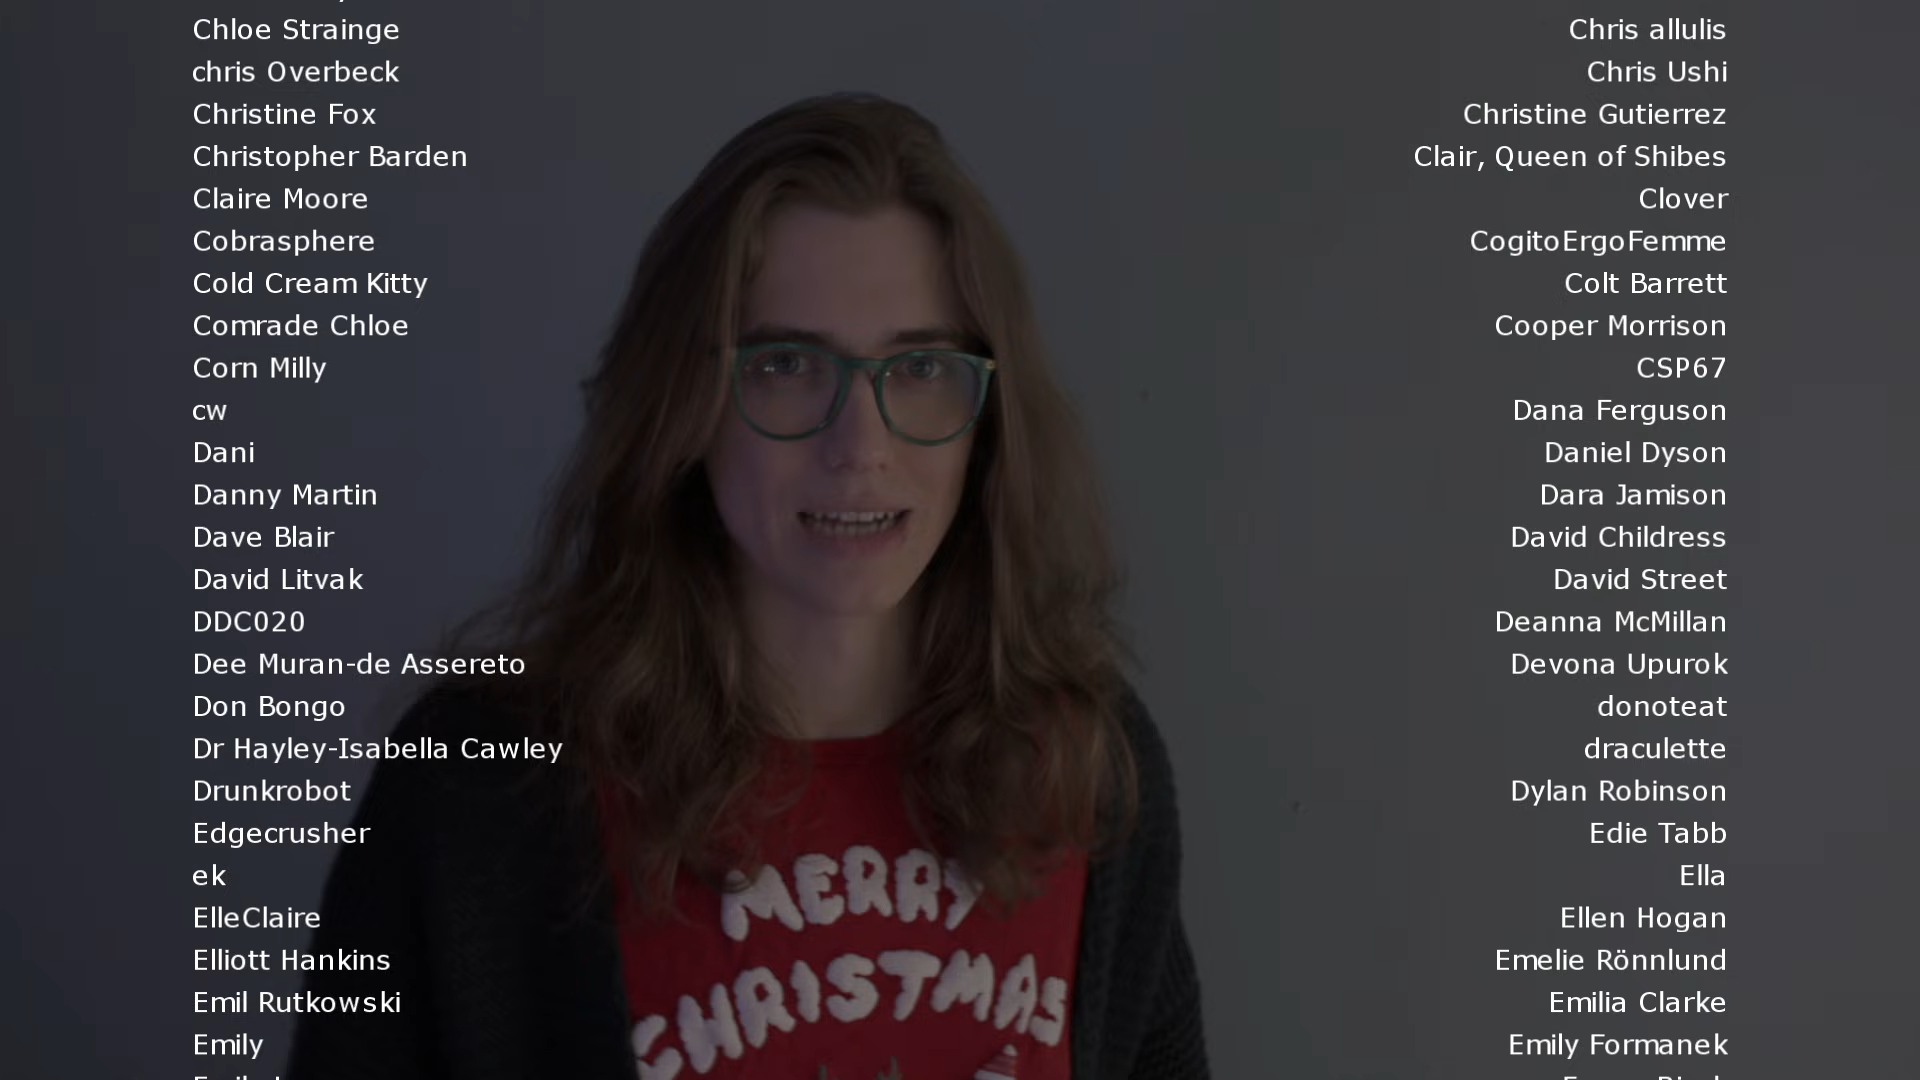 Chloe Strainge
Chris allulis
chris Overbeck
Chris Ushi
Christine Fox
Christine Gutierrez
Christopher Barden
Clair, Queen of Shibes
Claire Moore
Clover
Cobrasphere
CogitoErgoFemme
Cold Cream Kitty
Colt Barrett
Comrade Chloe
Cooper Morrison
Corn Milly
CSP67
cw
Dana Ferguson
Dani
Daniel Dyson
Danny Martin
Dara Jamison
Dave Blair
David Childress
David Litvak
David Street
DDC020
Deanna McMillan
Dee Muran-de Assereto
Devona Upurok
Don Bongo
donoteat
Dr Hayley-Isabella Cawley
draculette
Drunkrobot
Dylan Robinson
Edgecrusher
Edie Tabb
ek
Ella
ElleClaire
Ellen Hogan
Elliott Hankins
Emelie Rönnlund
Emil Rutkowski
Emilia Clarke
Emily
Emily Formanek
MERRY
CHRISTMAS